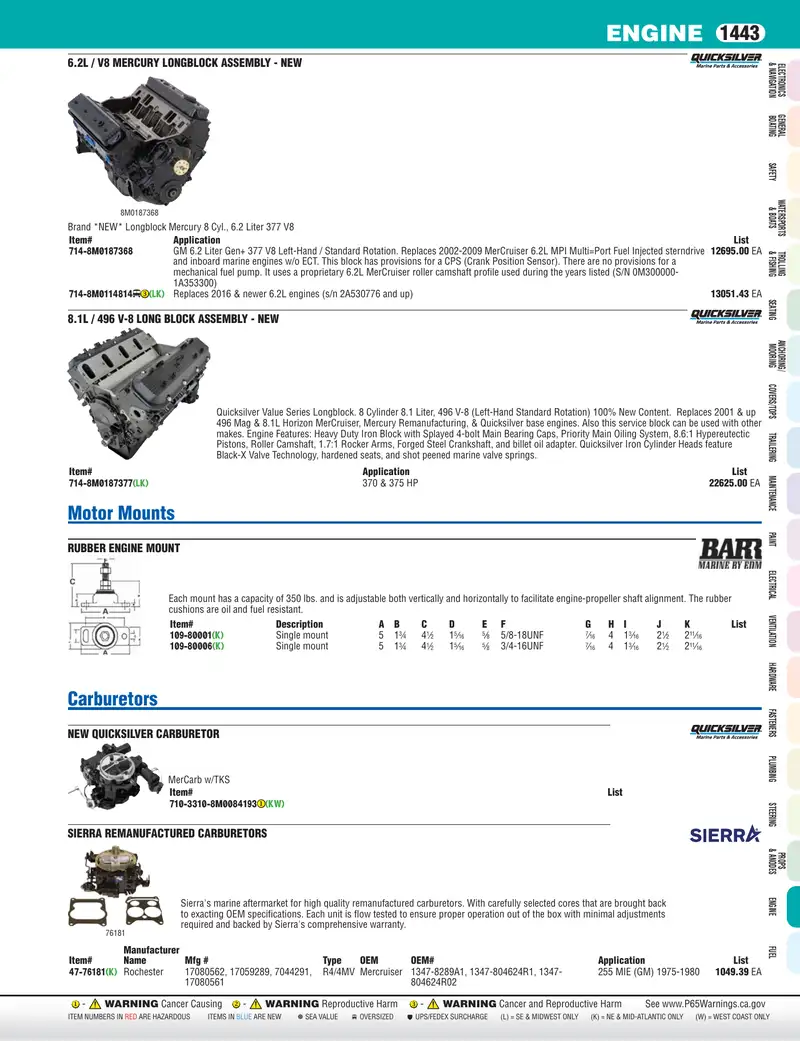 ENGINE 1443
6.2L / V8 MERCURY LONGBLOCK ASSEMBLY - NEW
QUICKSILVER
Marine Parts & Accessories
8M0187368
Brand *NEW* Longblock Mercury 8 Cyl., 6.2 Liter 377 V8
Item# Application List
714-8M0187368 GM 6.2 Liter Gen+ 377 V8 Left-Hand / Standard Rotation. Replaces 2002-2009 MerCruiser 6.2L MPI Multi=Port Fuel Injected sterndrive 12695.00 EA
and inboard marine engines w/o ECT. This block has provisions for a CPS (Crank Position Sensor). There are no provisions for a
mechanical fuel pump. It uses a proprietary 6.2L MerCruiser roller camshaft profile used during the years listed (S/N 0M300000-
1A353300)
714-8M0114814 3 (LK) Replaces 2016 & newer 6.2L engines (s/n 2A530776 and up) 13051.43 EA
8.1L / 496 V-8 LONG BLOCK ASSEMBLY - NEW
QUICKSILVER
Marine Parts & Accessories
Quicksilver Value Series Longblock. 8 Cylinder 8.1 Liter, 496 V-8 (Left-Hand Standard Rotation) 100% New Content. Replaces 2001 & up
496 Mag & 8.1L Horizon MerCruiser, Mercury Remanufacturing, & Quicksilver base engines. Also this service block can be used with other
makes. Engine Features: Heavy Duty Iron Block with Splayed 4-bolt Main Bearing Caps, Priority Main Oiling System, 8.6:1 Hypereutectic
Pistons, Roller Camshaft, 1.7:1 Rocker Arms, Forged Steel Crankshaft, and billet oil adapter. Quicksilver Iron Cylinder Heads feature
Black-X Valve Technology, hardened seats, and shot peened marine valve springs.
Item# Application List
714-8M0187377(LK) 370 & 375 HP 22625.00 EA
Motor Mounts
RUBBER ENGINE MOUNT
BARR
MARINE BY EDM
C
A
A
Each mount has a capacity of 350 lbs. and is adjustable both vertically and horizontally to facilitate engine-propeller shaft alignment. The rubber
cushions are oil and fuel resistant.
Item# Description A B C D E F G H I J K List
109-80001(K) Single mount 5 1¾ 4½ 1⁵⁄₁₆ ⅝ 5/8-18UNF ⁷⁄₁₆ 4 1³⁄₁₆ 2½ 2¹¹⁄₁₆
109-80006(K) Single mount 5 1¾ 4½ 1⁵⁄₁₆ ⅝ 3/4-16UNF ⁷⁄₁₆ 4 1³⁄₁₆ 2½ 2¹¹⁄₁₆
Carburetors
NEW QUICKSILVER CARBURETOR
QUICKSILVER
Marine Parts & Accessories
MerCarb w/TKS
Item# List
710-3310-8M0084193 (KW)
SIERRA REMANUFACTURED CARBURETORS
SIERRA
76181
Sierra's marine aftermarket for high quality remanufactured carburetors. With carefully selected cores that are brought back
to exacting OEM specifications. Each unit is flow tested to ensure proper operation out of the box with minimal adjustments
required and backed by Sierra's comprehensive warranty.
Manufacturer
Item# Name Mfg # Type OEM OEM# Application List
47-76181(K) Rochester 17080562, 17059289, 7044291, R4/4MV Mercruiser 1347-8289A1, 1347-804624R1, 1347- 255 MIE (GM) 1975-1980 1049.39 EA
17080561 804624R02
1 - WARNING Cancer Causing 2 - WARNING Reproductive Harm 3 - WARNING Cancer and Reproductive Harm See www.P65Warnings.ca.gov
ITEM NUMBERS IN RED ARE HAZARDOUS ITEMS IN BLUE ARE NEW SEA VALUE OVERSIZED UPS/FEDEX SURCHARGE (L) = SE & MIDWEST ONLY (K) = NE & MID-ATLANTIC ONLY (W) = WEST COAST ONLY
ELECTRONICS
& NAVIGATION
GENERAL
BOATING
SAFETY
WATERSPORTS
& BOATS
TROLLING
& FISHING
SEATING
ANCHORING/
MOORING
COVERS/TOPS
TRAILERING
MAINTENANCE
PAINT
ELECTRICAL
VENTILATION
HARDWARE
FASTENERS
PLUMBING
STEERING
PROPS
& ANODES
ENGINE
FUEL